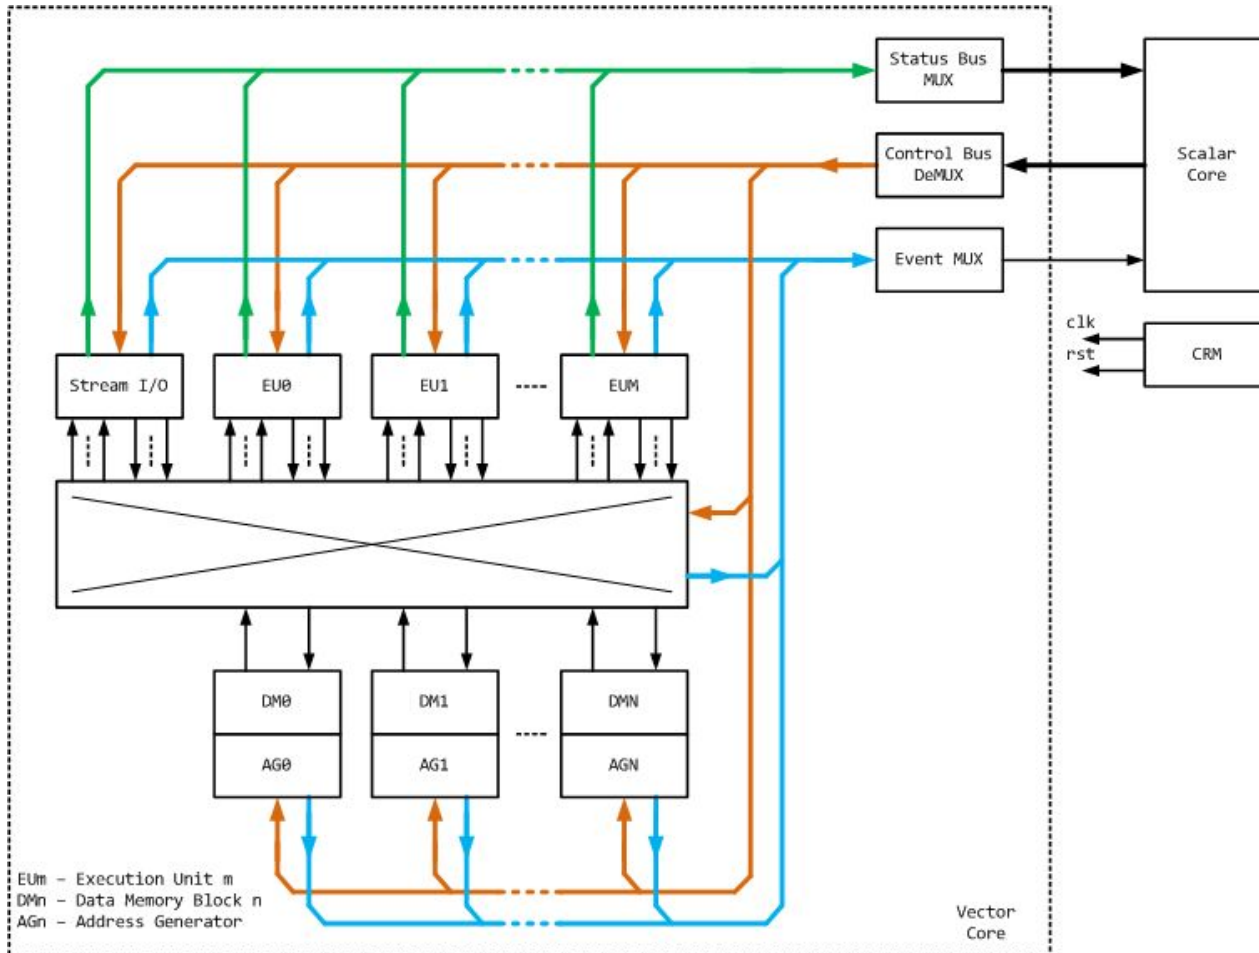 Status Bus
MUX
Control Bus
DeMUX
Scalar
Core
Event MUX
clk
rst
CRM
Stream I/O
EU0
EU1
EUM
DM0
DM1
DMN
AG0
AG1
AGN
EUm – Execution Unit m
DMn – Data Memory Block n
AGn – Address Generator
Vector
Core